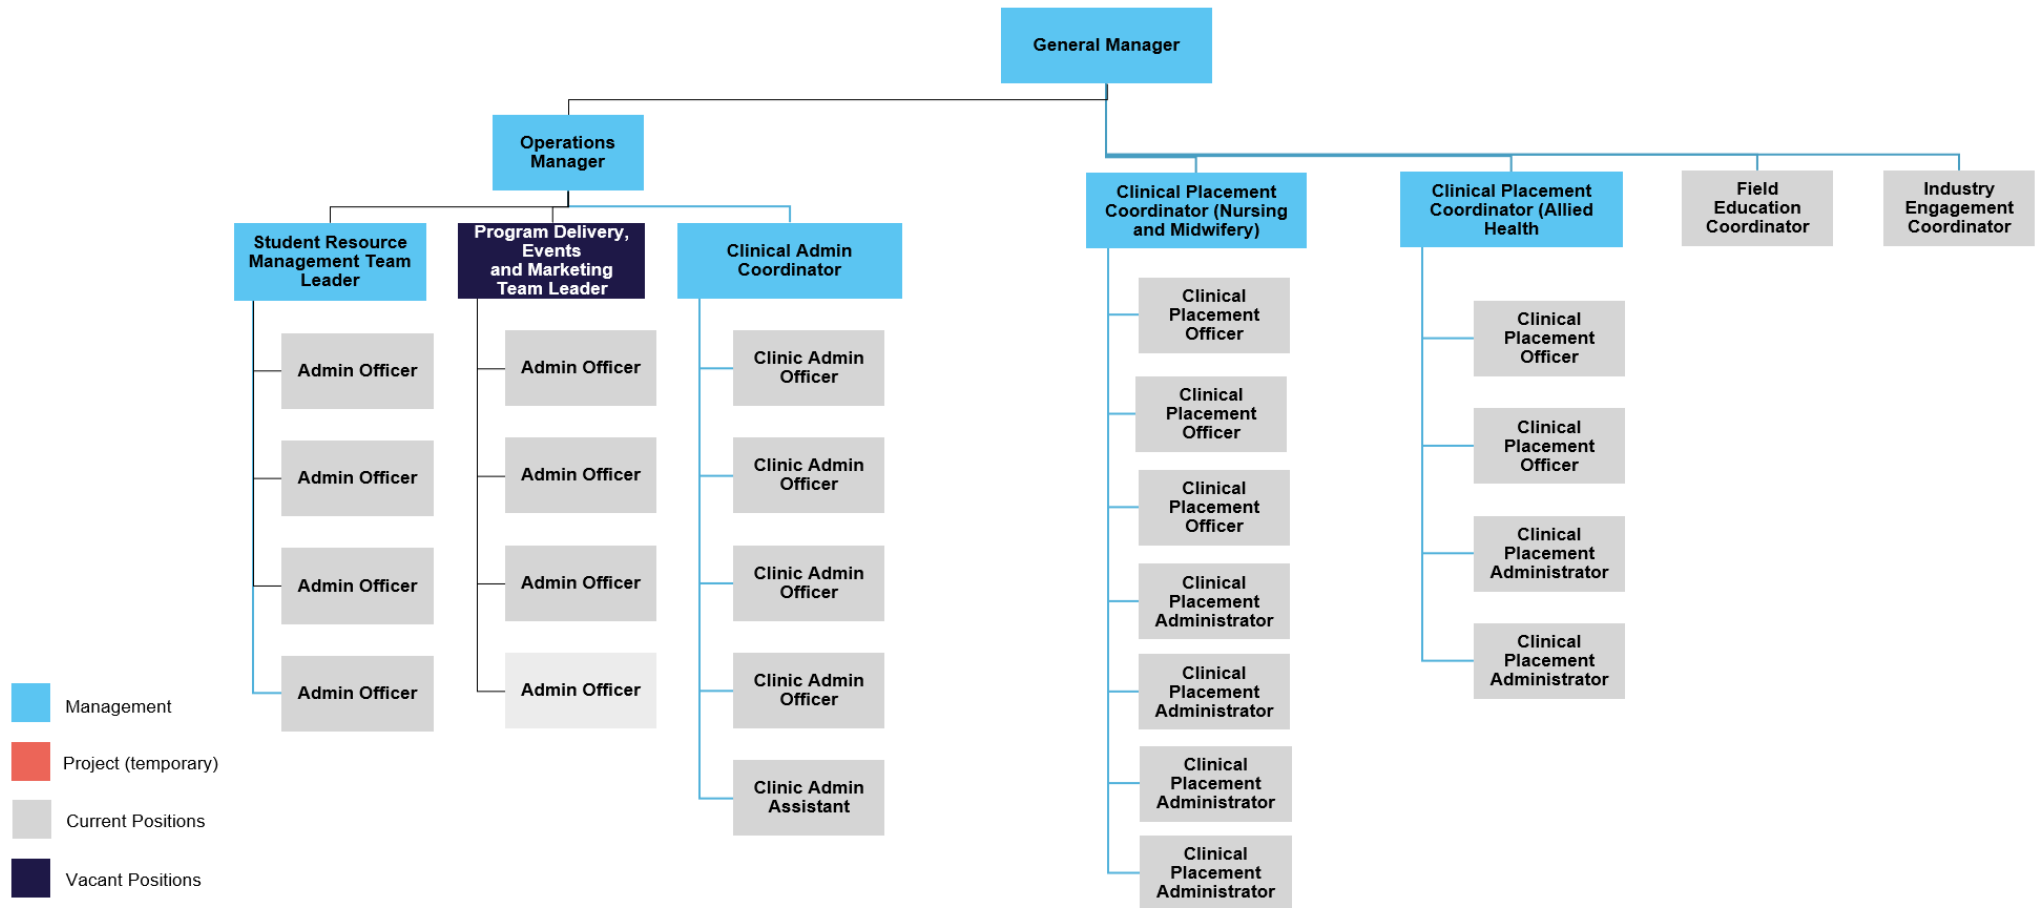 General Manager
Operations
Manager
Clinical Placement
Coordinator (Nursing
and Midwifery)
Clinical Placement
Coordinator (Allied
Health
Field
Education
Coordinator
Industry
Engagement
Coordinator
Student Resource
Management Team
Leader
Program Delivery,
Events
and Marketing
Team Leader
Clinical Admin
Coordinator
Admin Officer
Admin Officer
Admin Officer
Admin Officer
Admin Officer
Admin Officer
Admin Officer
Admin Officer
Clinic Admin
Officer
Clinic Admin
Officer
Clinic Admin
Officer
Clinic Admin
Officer
Clinic Admin
Assistant
Clinical
Placement
Officer
Clinical
Placement
Officer
Clinical
Placement
Officer
Clinical
Placement
Administrator
Clinical
Placement
Administrator
Clinical
Placement
Administrator
Clinical
Placement
Administrator
Clinical
Placement
Officer
Clinical
Placement
Officer
Clinical
Placement
Administrator
Clinical
Placement
Administrator
Management
Project (temporary)
Current Positions
Vacant Positions